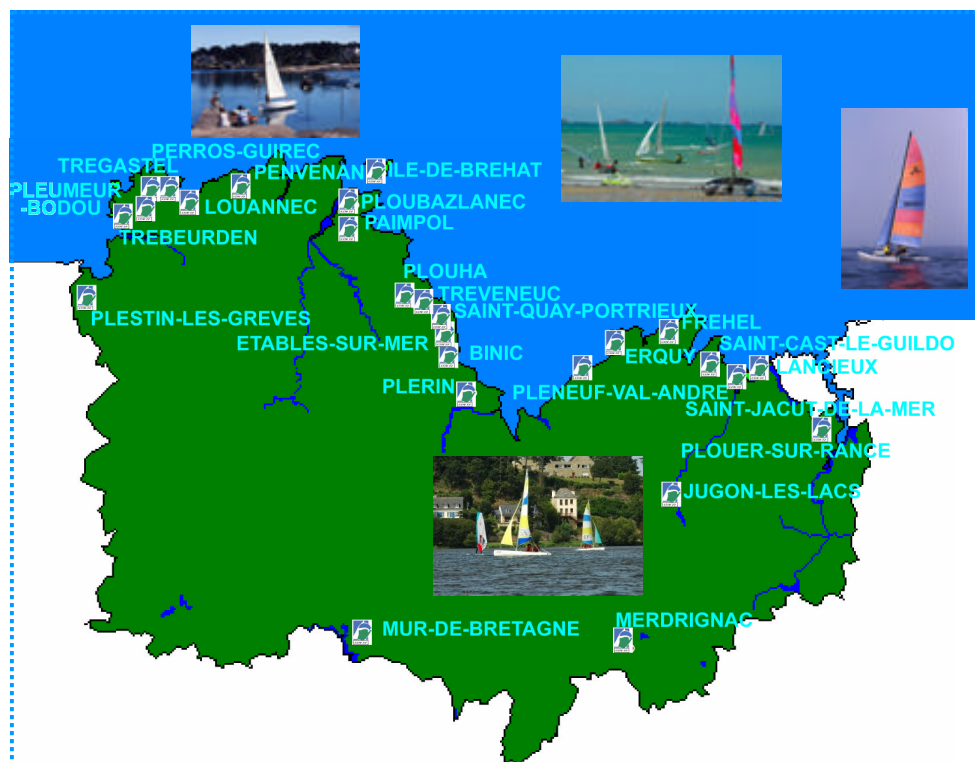 PERROS-GUIREC
TREGASTEL
PENVENAN
ILE-DE-BREHAT
PLEUMEUR
-BODOU
LOUANNEC
PLOUBAZLANEC
PAIMPOL
TREBEURDEN
PLOUHA
TREVENEUC
SAINT-QUAY-PORTRIEUX
PLESTIN-LES-GREVES
FREHEL
ETABLES-SUR-MER
SAINT-CAST-LE-GUILDO
BINIC
ERQUY
LANCIEUX
PLERIN
PLENEUF-VAL-ANDRE
SAINT-JACUT-DE-LA-MER
PLOUER-SUR-RANCE
JUGON-LES-LACS
MERDRIGNAC
MUR-DE-BRETAGNE